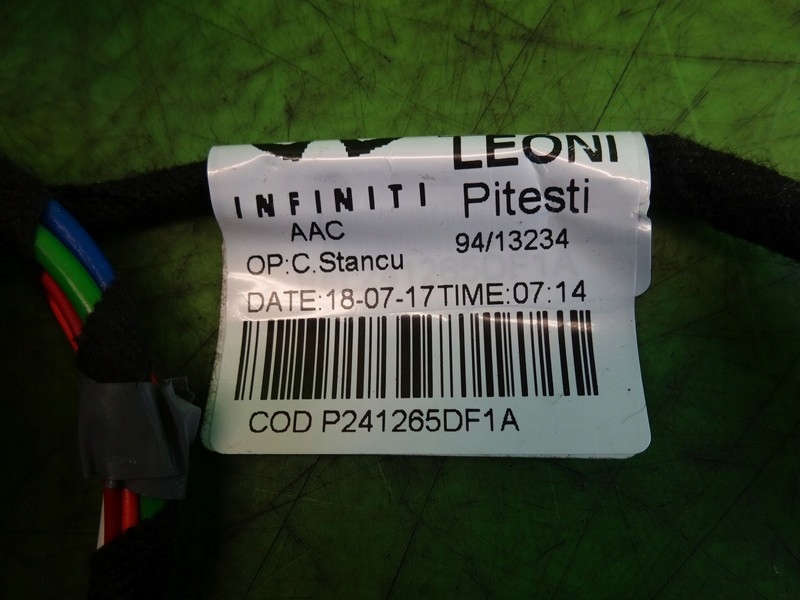 LEONI
INFINITI Pitesti
AAC 94/13234
OP:C.Stancu
DATE:18-07-17TIME:07:14
COD P241265DF1A